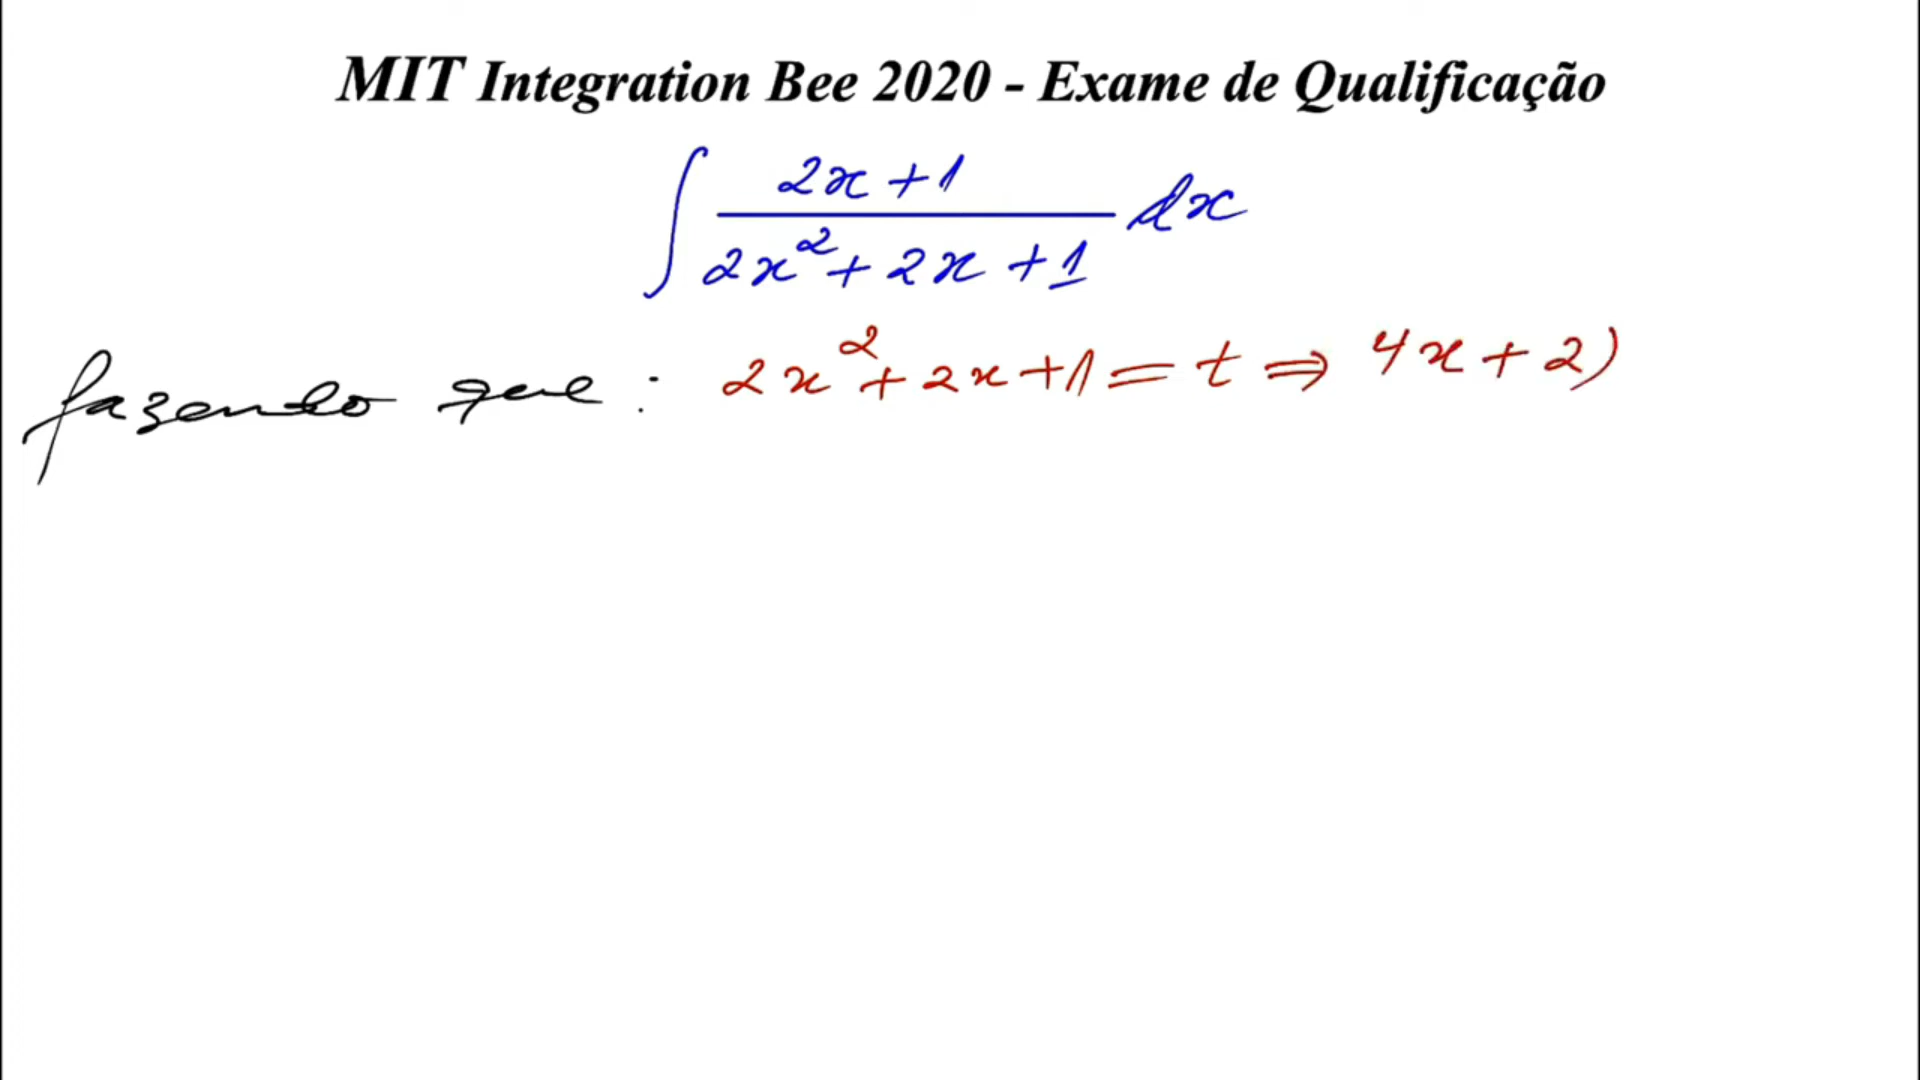 MIT Integration Bee 2020 - Exame de Qualificação
∫ (2x+1)/(2x²+2x+1) dx
fazendo que: 2x²+2x+1=t ⇒ 4x+2)